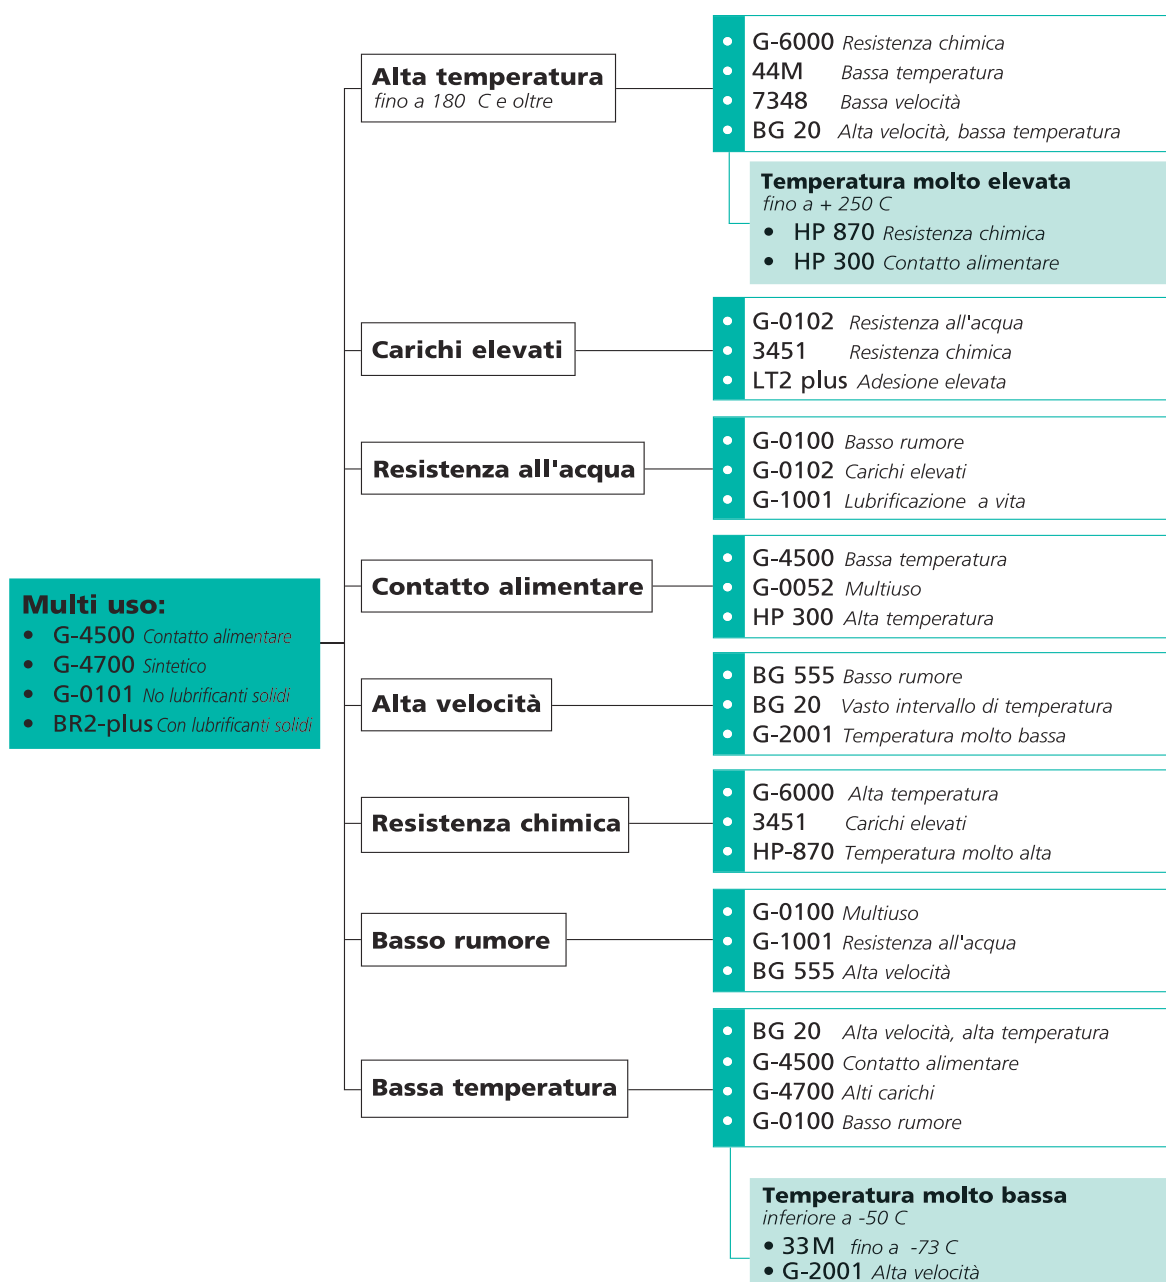 Multi uso:
• G-4500 Contatto alimentare
• G-4700 Sintetico
• G-0101 No lubrificanti solidi
• BR2-plus Con lubrificanti solidi
Alta temperatura
fino a 180 C e oltre
• G-6000 Resistenza chimica
• 44M Bassa temperatura
• 7348 Bassa velocità
• BG 20 Alta velocità, bassa temperatura
Temperatura molto elevata
fino a + 250 C
• HP 870 Resistenza chimica
• HP 300 Contatto alimentare
Carichi elevati
• G-0102 Resistenza all'acqua
• 3451 Resistenza chimica
• LT2 plus Adesione elevata
Resistenza all'acqua
• G-0100 Basso rumore
• G-0102 Carichi elevati
• G-1001 Lubrificazione a vita
Contatto alimentare
• G-4500 Bassa temperatura
• G-0052 Multiuso
• HP 300 Alta temperatura
Alta velocità
• BG 555 Basso rumore
• BG 20 Vasto intervallo di temperatura
• G-2001 Temperatura molto bassa
Resistenza chimica
• G-6000 Alta temperatura
• 3451 Carichi elevati
• HP-870 Temperatura molto alta
Basso rumore
• G-0100 Multiuso
• G-1001 Resistenza all'acqua
• BG 555 Alta velocità
Bassa temperatura
• BG 20 Alta velocità, alta temperatura
• G-4500 Contatto alimentare
• G-4700 Alti carichi
• G-0100 Basso rumore
Temperatura molto bassa
inferiore a -50 C
• 33M fino a -73 C
• G-2001 Alta velocità